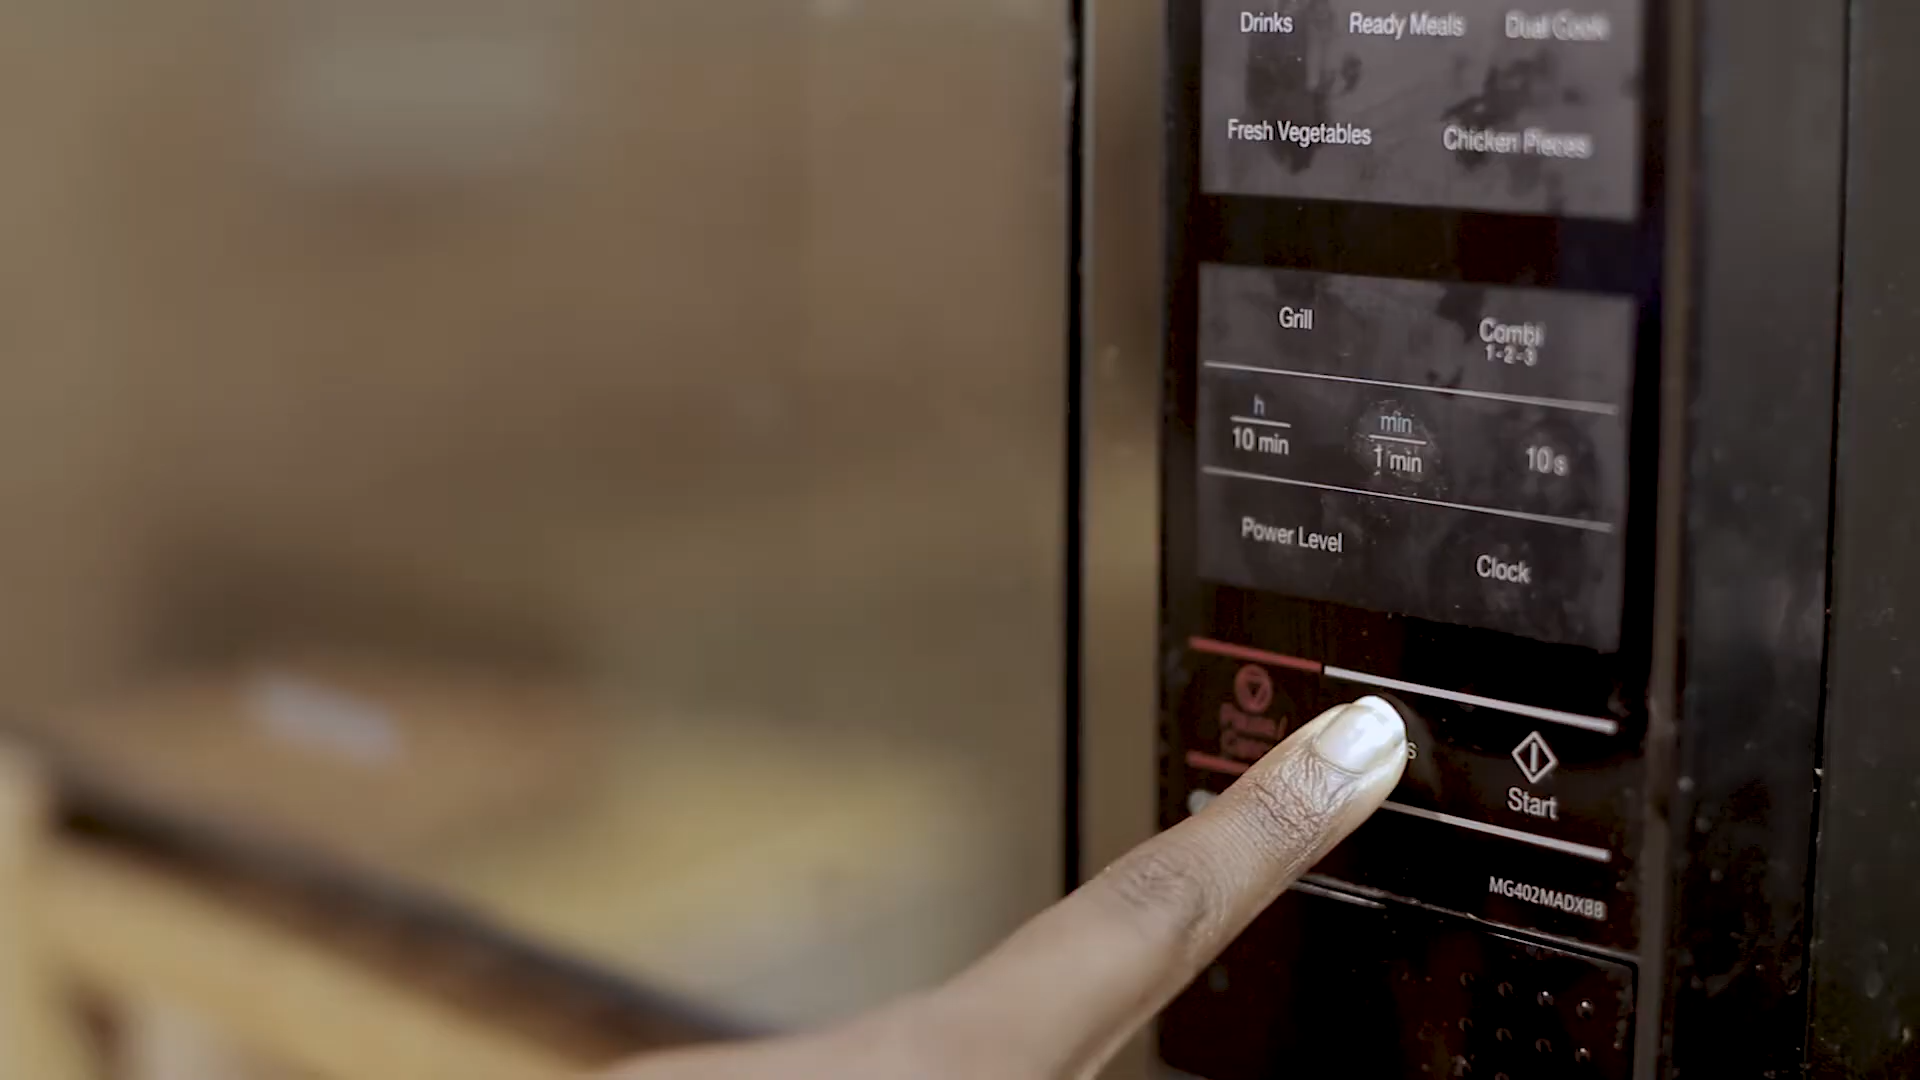 Drinks Ready Meals Dual Cook
Fresh Vegetables Chicken Pieces
Grill Combi
1-2-3
h min
10 min 1 min 10 s
Power Level Clock
s
Start
MG402MADXBB